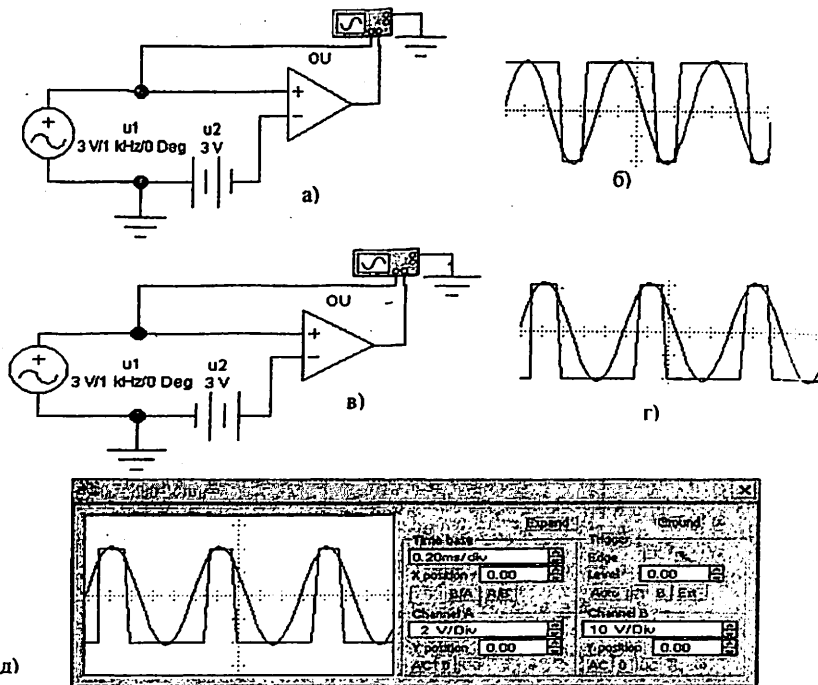 OU
+
−
+
u1
3 V/1 kHz/0 Deg
u2
3 V
а)
б)
OU
+
−
+
u1
3 V/1 kHz/0 Deg
u2
3 V
в)
г)
Expand
Ground
Time base
Trigger
0.20ms/div
Edge
X position
0.00
Level
0.00
B/A
A/B
Auto
B
Ext
Channel A
Channel B
2 V/Div
10 V/Div
Y position
0.00
Y position
0.00
AC
0
AC
0
д)